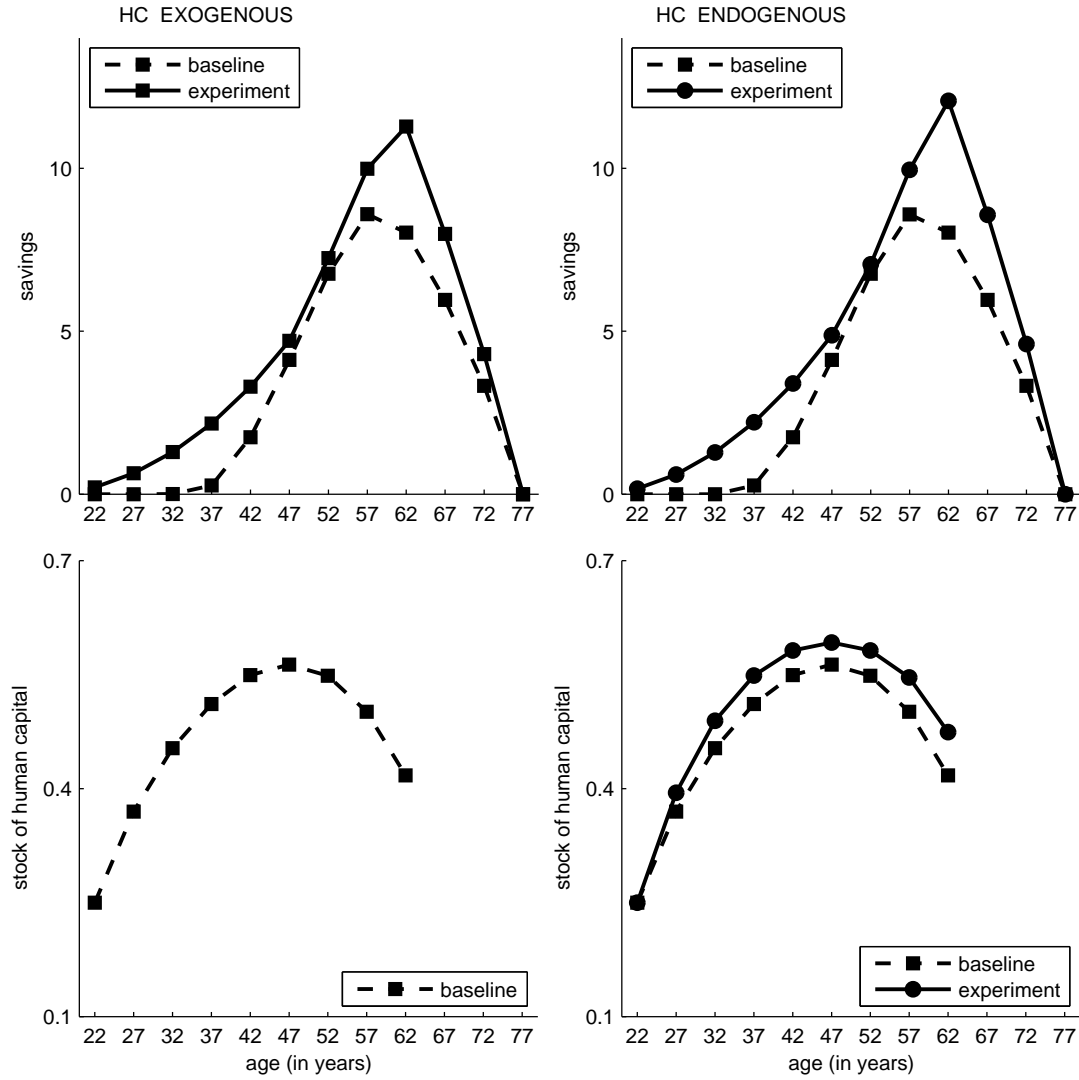 HC EXOGENOUS
baseline
experiment
10
5
0
savings
22 27 32 37 42 47 52 57 62 67 72 77
HC ENDOGENOUS
baseline
experiment
10
5
0
savings
22 27 32 37 42 47 52 57 62 67 72 77
0.7
0.4
0.1
stock of human capital
baseline
22 27 32 37 42 47 52 57 62 67 72 77
age (in years)
0.7
0.4
0.1
stock of human capital
baseline
experiment
22 27 32 37 42 47 52 57 62 67 72 77
age (in years)